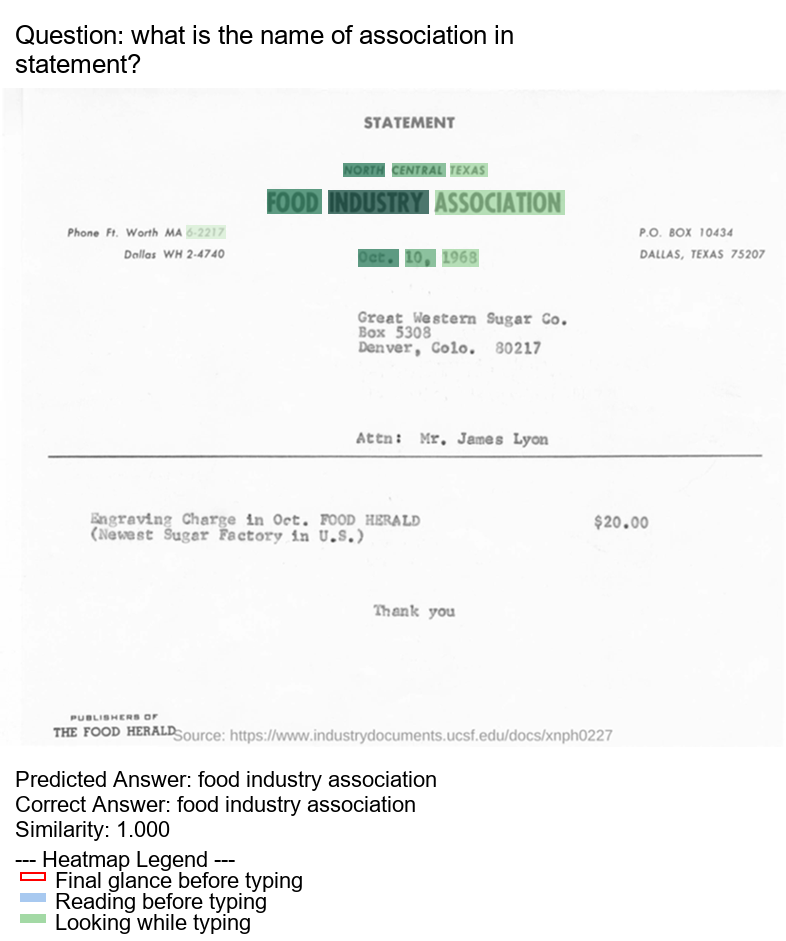 Question: what is the name of association in
statement?
STATEMENT
NORTH CENTRAL TEXAS
FOOD INDUSTRY ASSOCIATION
Phone Ft. Worth MA 6-2217
Dallas WH 2-4740
P.O. BOX 10434
DALLAS, TEXAS 75207
Oct. 10, 1968
Great Western Sugar Co.
Box 5308
Denver, Colo. 80217
Attn: Mr. James Lyon
Engraving Charge in Oct. FOOD HERALD $20.00
(Newest Sugar Factory in U.S.)
Thank you
PUBLISHERS OF
THE FOOD HERALD
Source: https://www.industrydocuments.ucsf.edu/docs/xnph0227
Predicted Answer: food industry association
Correct Answer: food industry association
Similarity: 1.000
--- Heatmap Legend ---
Final glance before typing
Reading before typing
Looking while typing